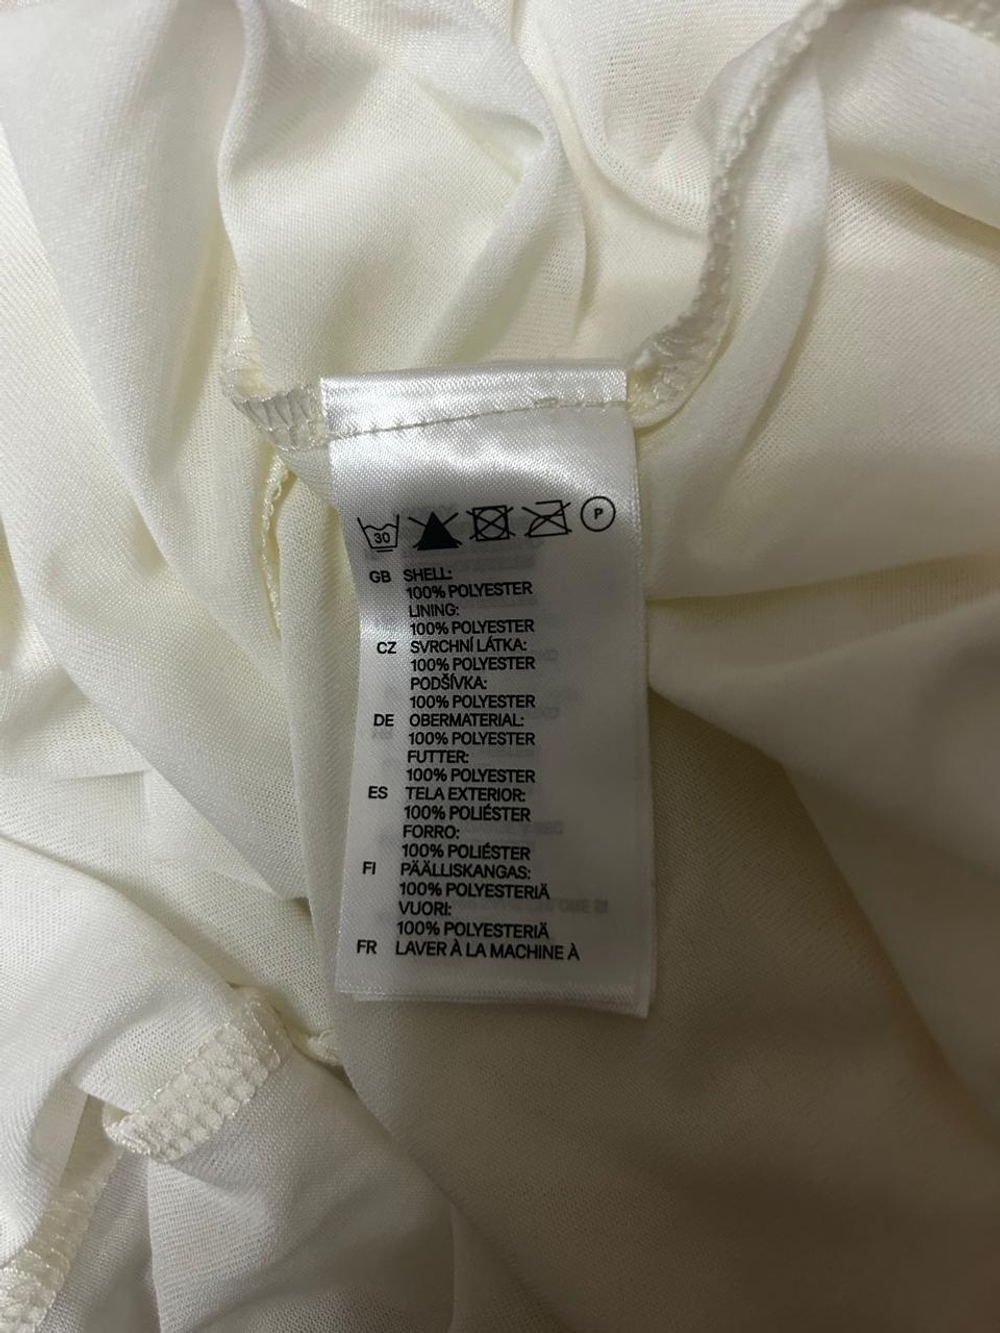 30 P
GB SHELL:
100% POLYESTER
LINING:
100% POLYESTER
CZ SVRCHNÍ LÁTKA:
100% POLYESTER
PODŠÍVKA:
100% POLYESTER
DE OBERMATERIAL:
100% POLYESTER
FUTTER:
100% POLYESTER
ES TELA EXTERIOR:
100% POLIÉSTER
FORRO:
100% POLIÉSTER
FI PÄÄLLISKANGAS:
100% POLYESTERIÄ
VUORI:
100% POLYESTERIÄ
FR LAVER À LA MACHINE À